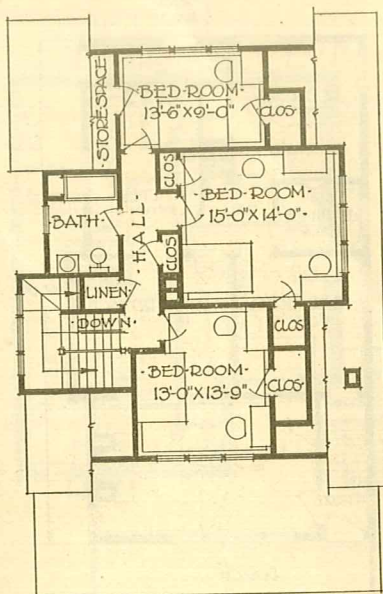 STORE SPACE
BED-ROOM
13'-6"X9'-0"
CLOS
CLOS
BED-ROOM
15'-0"X14'-0"
BATH
HALL
CLOS
LINEN
DOWN
CLOS
BED-ROOM
13'-0"X13'-9"
CLOS